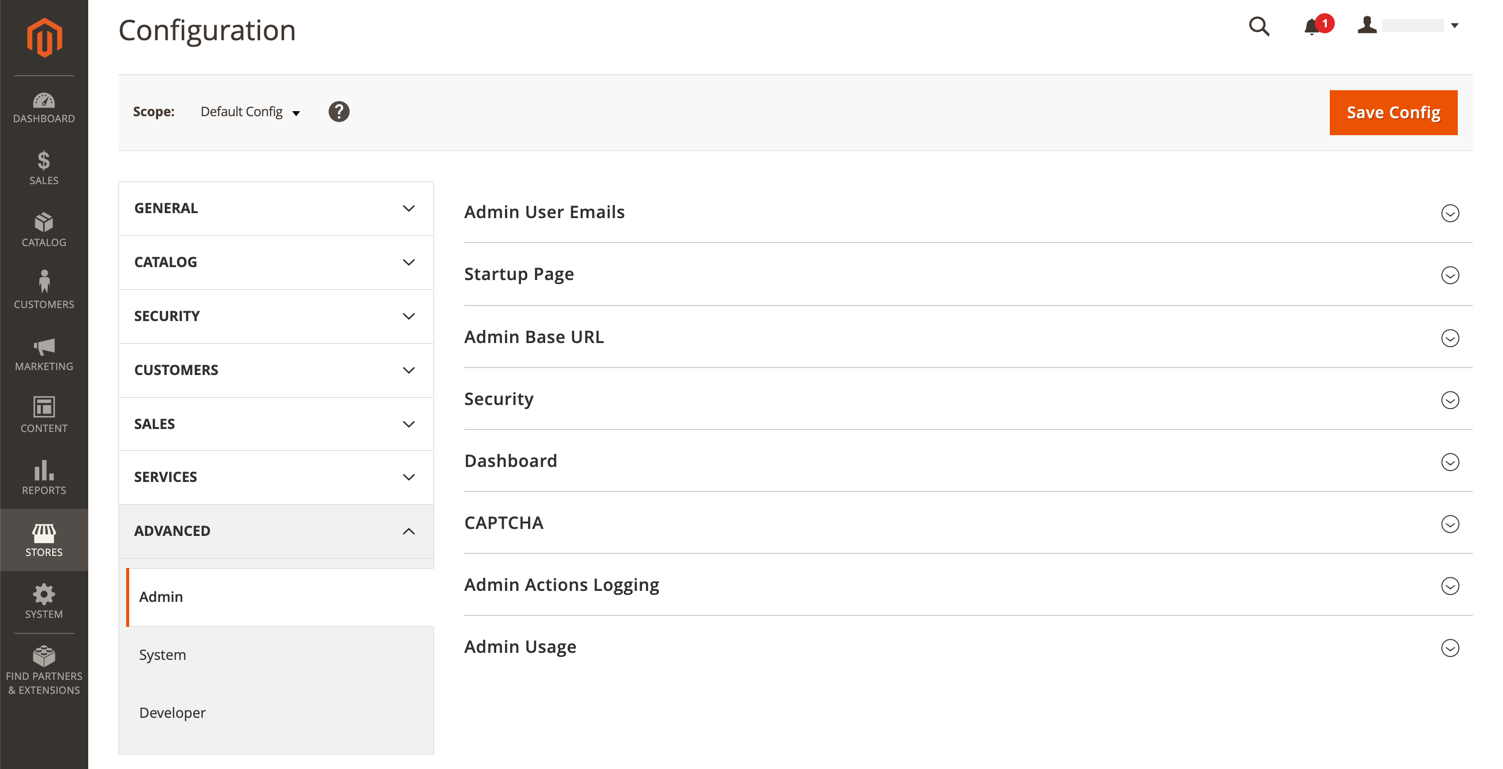 Configuration
1
DASHBOARD
SALES
CATALOG
CUSTOMERS
MARKETING
CONTENT
REPORTS
STORES
SYSTEM
FIND PARTNERS
& EXTENSIONS
Scope: Default Config ?
Save Config
GENERAL
CATALOG
SECURITY
CUSTOMERS
SALES
SERVICES
ADVANCED
Admin
System
Developer
Admin User Emails
Startup Page
Admin Base URL
Security
Dashboard
CAPTCHA
Admin Actions Logging
Admin Usage